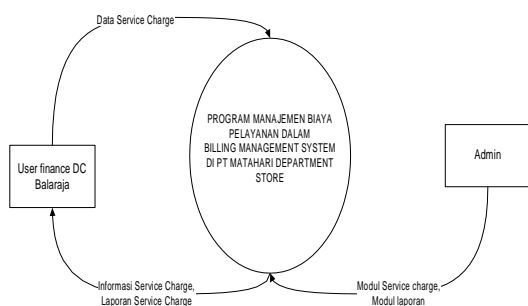 Data Service Charge
PROGRAM MANAJEMEN BIAYA
PELAYANAN DALAM
BILLING MANAGEMENT SYSTEM
DI PT MATAHARI DEPARTMENT
STORE
User finance DC
Balaraja
Admin
Informasi Service Charge,
Laporan Service Charge
Modul Service charge,
Modul laporan